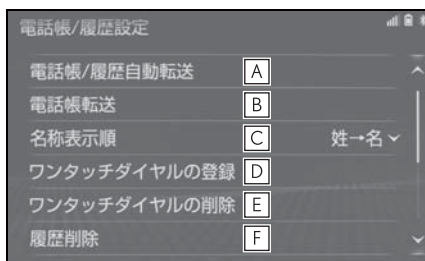 電話帳/履歴設定
電話帳/履歴自動転送 A
電話帳転送 B
名称表示順 C 姓→名
ワンタッチダイヤルの登録 D
ワンタッチダイヤルの削除 E
履歴削除 F